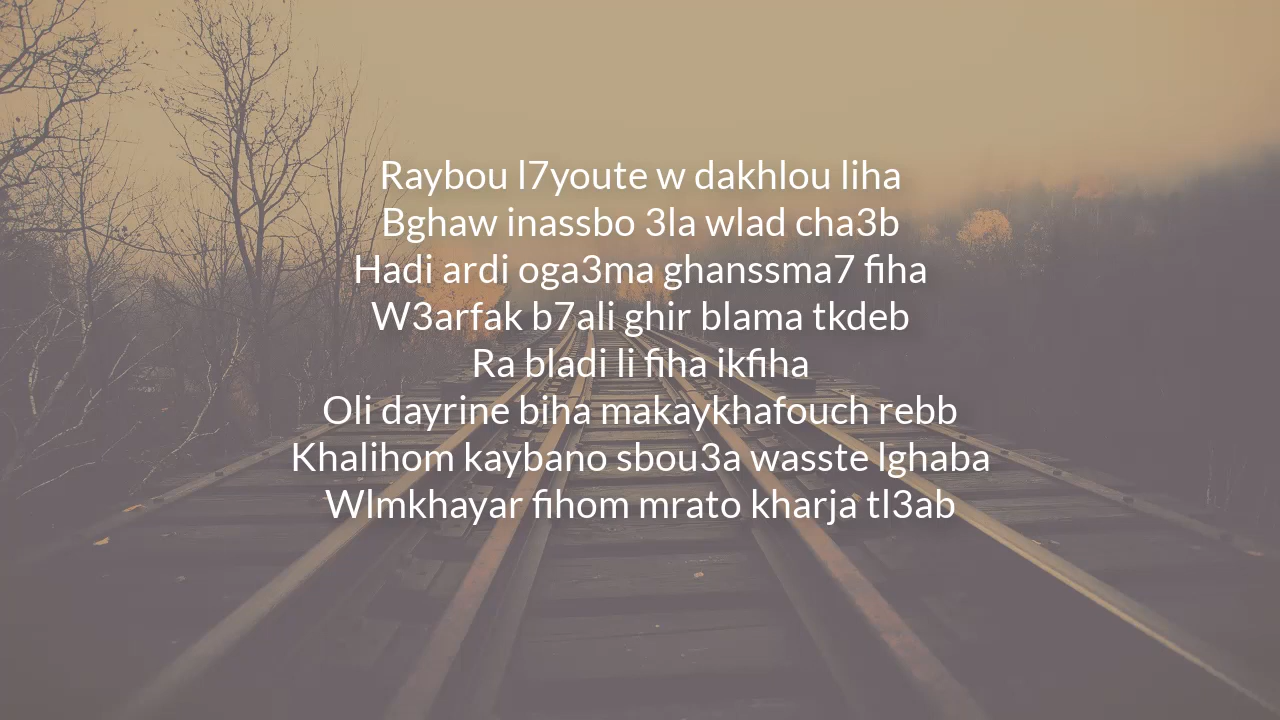 Raybou l7youte w dakhlou liha
Bghaw inassbo 3la wlad cha3b
Hadi ardi oga3ma ghanssma7 fiha
W3arfak b7ali ghir blama tkdeb
Ra bladi li fiha ikfiha
Oli dayrine biha makaykhafouch rebb
Khalihom kaybano sbou3a wasste lghaba
Wlmkhayar fihom mrato kharja tl3ab